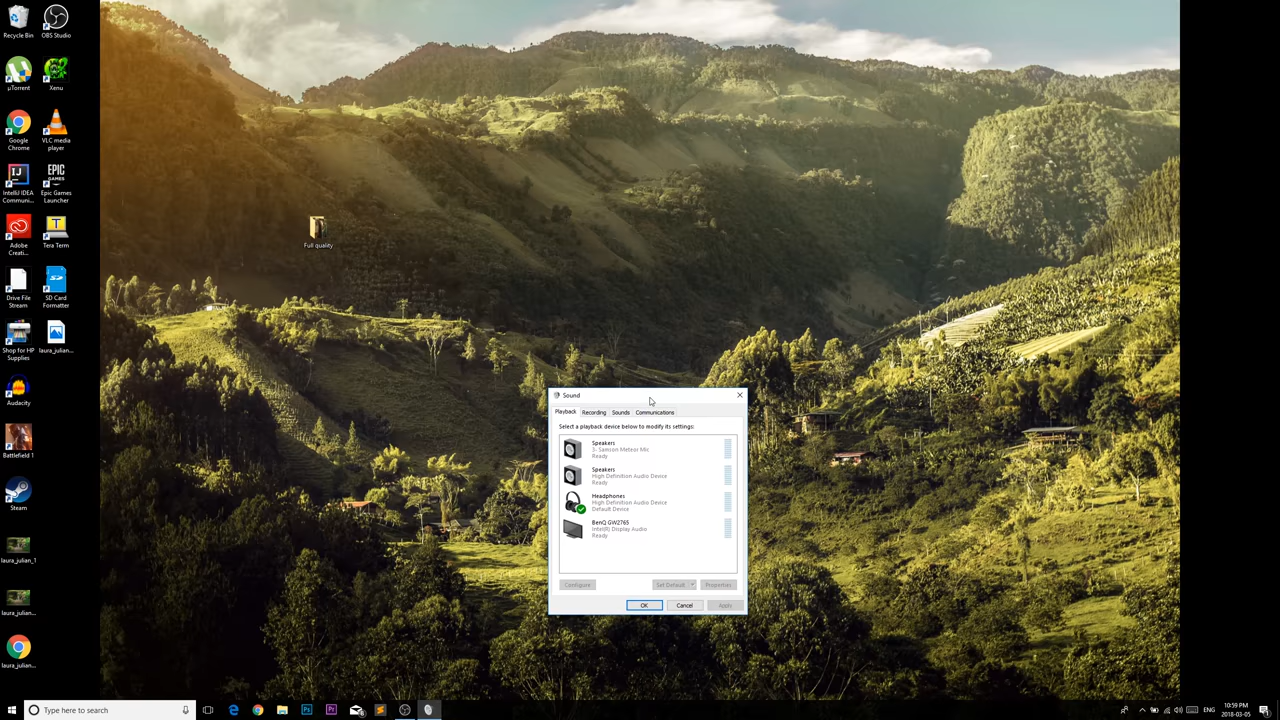 Recycle Bin
OBS Studio
µTorrent
Xenu
Google
Chrome
VLC media
player
IntelliJ IDEA
Communi...
EPIC
GAMES
Epic Games
Launcher
Adobe
Creati...
Tera Term
Drive File
Stream
SD Card
Formatter
Shop for HP
Supplies
laura_julian...
Audacity
Battlefield 1
Steam
laura_julian_1
laura_julian...
laura_julian...
Full quality
Sound
Playback
Recording
Sounds
Communications
Select a playback device below to modify its settings:
Speakers
3- Samson Meteor Mic
Ready
Speakers
High Definition Audio Device
Ready
Headphones
High Definition Audio Device
Default Device
BenQ GW2765
Intel(R) Display Audio
Ready
Configure
Set Default
Properties
OK
Cancel
Apply
Type here to search
ENG
10:59 PM
2018-03-05